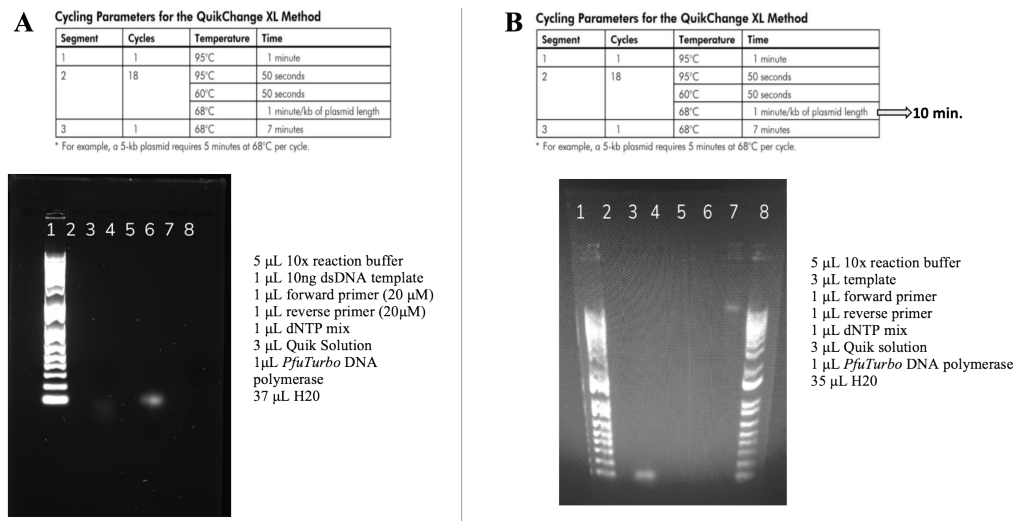 A
Cycling Parameters for the QuikChange XL Method
Segment Cycles Temperature Time
1 1 95°C 1 minute
2 18 95°C 50 seconds
60°C 50 seconds
68°C 1 minute/kb of plasmid length
3 1 68°C 7 minutes
* For example, a 5-kb plasmid requires 5 minutes at 68°C per cycle.
1 2 3 4 5 6 7 8
5 µL 10x reaction buffer
1 µL 10ng dsDNA template
1 µL forward primer (20 µM)
1 µL reverse primer (20µM)
1 µL dNTP mix
3 µL Quik Solution
1µL PfuTurbo DNA
polymerase
37 µL H20
B
Cycling Parameters for the QuikChange XL Method
Segment Cycles Temperature Time
1 1 95°C 1 minute
2 18 95°C 50 seconds
60°C 50 seconds
68°C 1 minute/kb of plasmid length 10 min.
3 1 68°C 7 minutes
* For example, a 5-kb plasmid requires 5 minutes at 68°C per cycle.
1 2 3 4 5 6 7 8
5 µL 10x reaction buffer
3 µL template
1 µL forward primer
1 µL reverse primer
1 µL dNTP mix
3 µL Quik solution
1 µL PfuTurbo DNA polymerase
35 µL H20